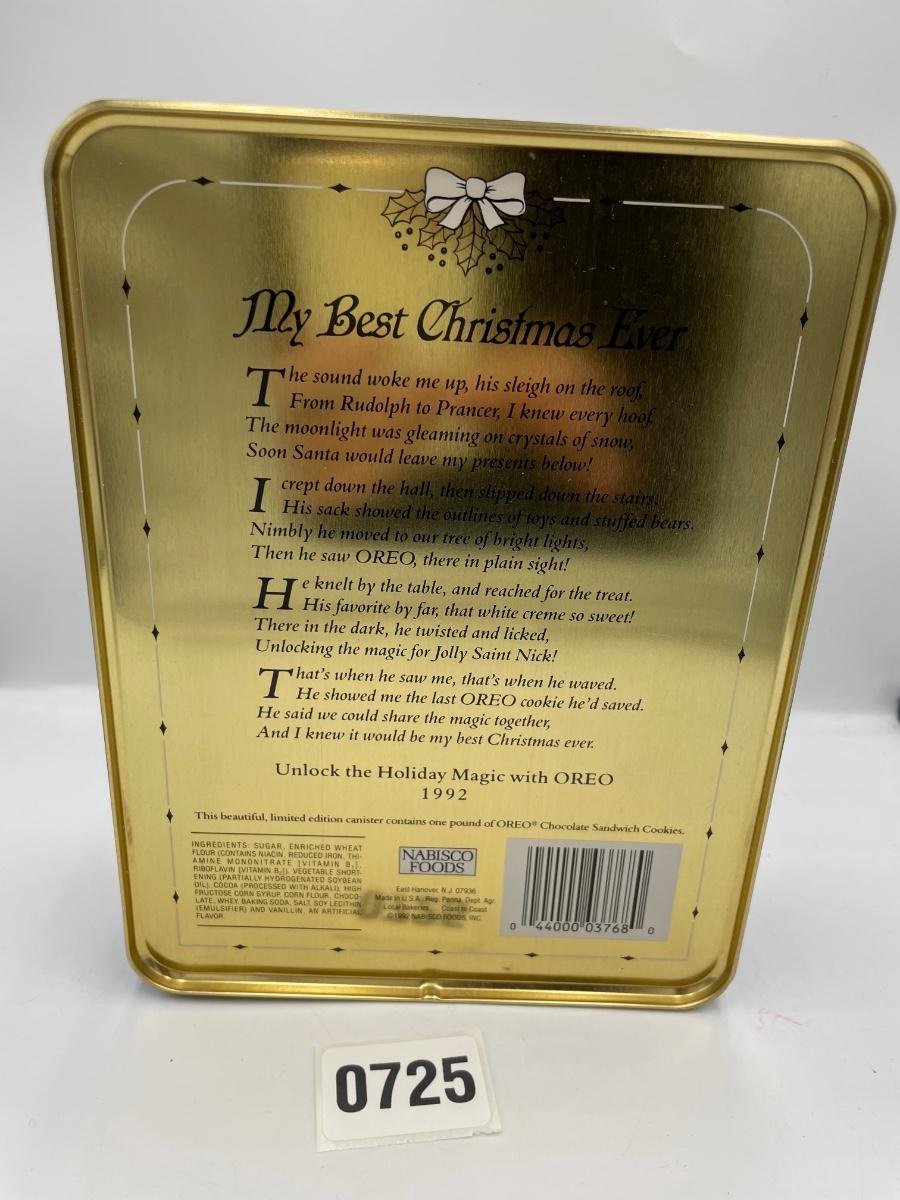 My Best Christmas Ever
The sound woke me up, his sleigh on the roof,
From Rudolph to Prancer, I knew every hoof.
The moonlight was gleaming on crystals of snow,
Soon Santa would leave my presents below!
I crept down the hall, then slipped down the stairs.
His sack showed the outlines of toys and stuffed bears.
Nimbly he moved to our tree of bright lights,
Then he saw OREO, there in plain sight!
He knelt by the table, and reached for the treat.
His favorite by far, that white creme so sweet!
There in the dark, he twisted and licked,
Unlocking the magic for Jolly Saint Nick!
That's when he saw me, that's when he waved.
He showed me the last OREO cookie he'd saved.
He said we could share the magic together,
And I knew it would be my best Christmas ever.
Unlock the Holiday Magic with OREO
1992
This beautiful, limited edition canister contains one pound of OREO® Chocolate Sandwich Cookies.
INGREDIENTS: SUGAR, ENRICHED WHEAT
FLOUR (CONTAINS NIACIN, REDUCED IRON, THI-
AMINE MONONITRATE [VITAMIN B₁],
RIBOFLAVIN [VITAMIN B₂]), VEGETABLE SHORT-
ENING (PARTIALLY HYDROGENATED SOYBEAN
OIL), COCOA (PROCESSED WITH ALKALI), HIGH
FRUCTOSE CORN SYRUP, CORN FLOUR, CHOCO-
LATE, WHEY, BAKING SODA, SALT, SOY LECITHIN
(EMULSIFIER) AND VANILLIN, AN ARTIFICIAL
FLAVOR.
NABISCO
FOODS
East Hanover, N.J. 07936
Made in U.S.A. Reg. Penna. Dept. Agr.
Local Bakeries Coast to Coast
©1992 NABISCO FOODS, INC.
0 44000 03768 0
0725